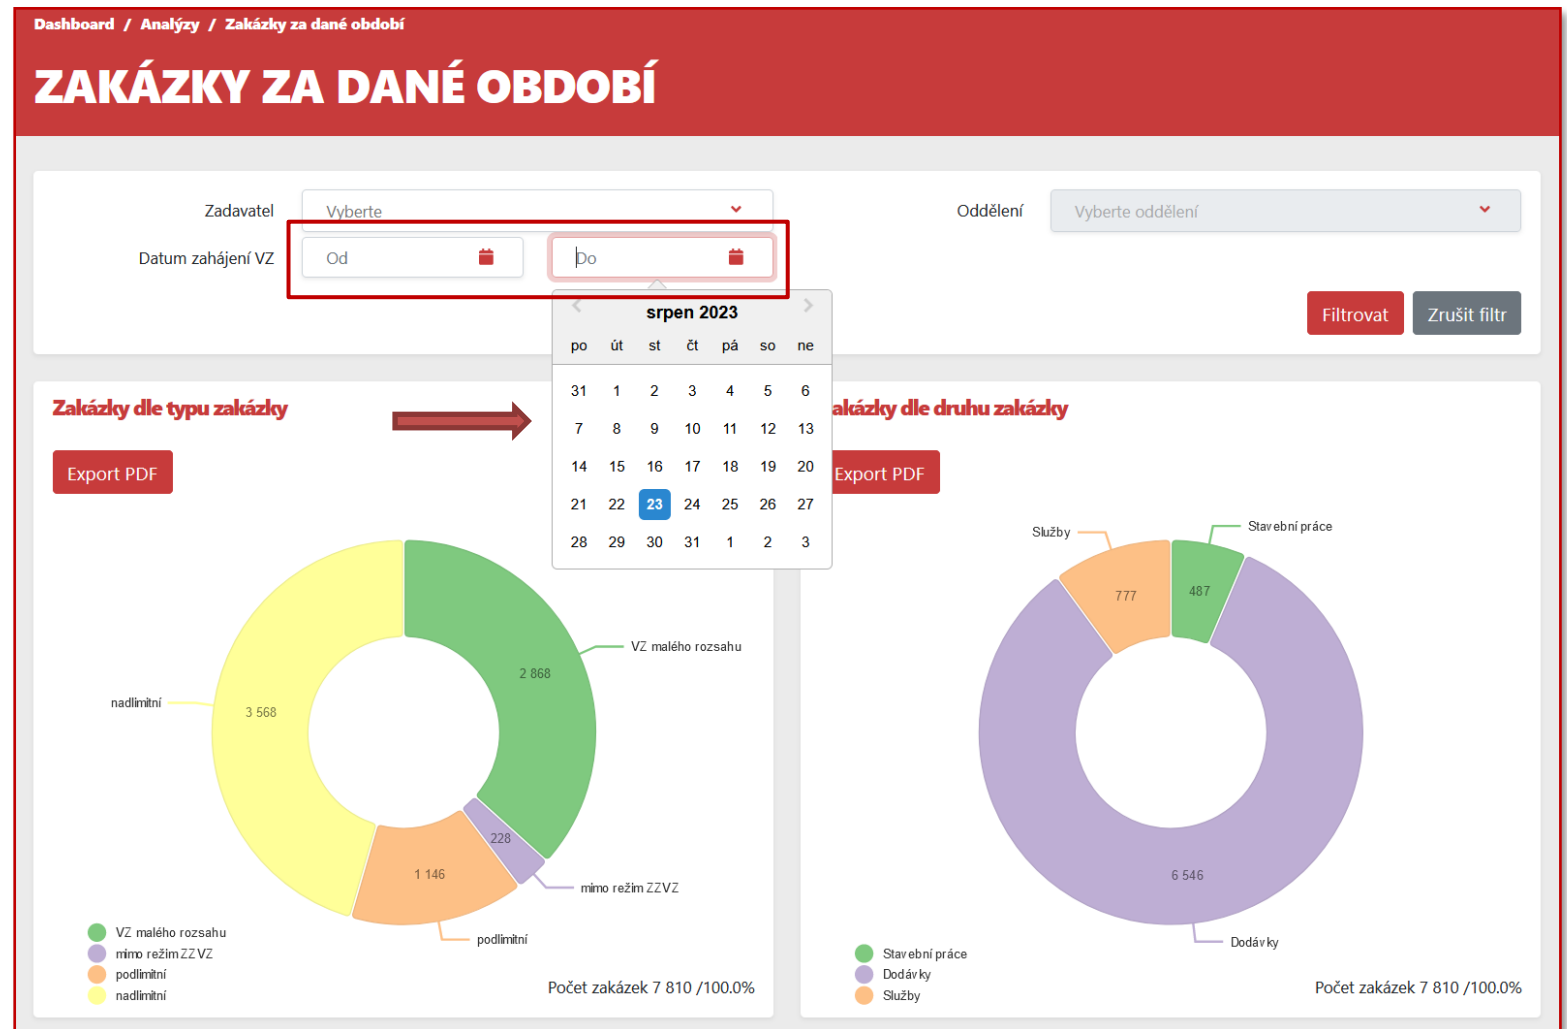 Dashboard / Analýzy / Zakázky za dané období
ZAKÁZKY ZA DANÉ OBDOBÍ
Zadavatel
Vyberte
Oddělení
Vyberte oddělení
Datum zahájení VZ
Od
Do
Filtrovat
Zrušit filtr
srpen 2023
po út st čt pá so ne
31 1 2 3 4 5 6
7 8 9 10 11 12 13
14 15 16 17 18 19 20
21 22 23 24 25 26 27
28 29 30 31 1 2 3
Zakázky dle typu zakázky
Export PDF
VZ malého rozsahu
2 868
nadlimitní
3 568
228
1 146
mimo režim ZZVZ
podlimitní
VZ malého rozsahu
mimo režim ZZVZ
podlimitní
nadlimitní
Počet zakázek 7 810 /100.0%
akázky dle druhu zakázky
Export PDF
Služby
Stavební práce
777
487
6 546
Dodávky
Stavební práce
Dodávky
Služby
Počet zakázek 7 810 /100.0%